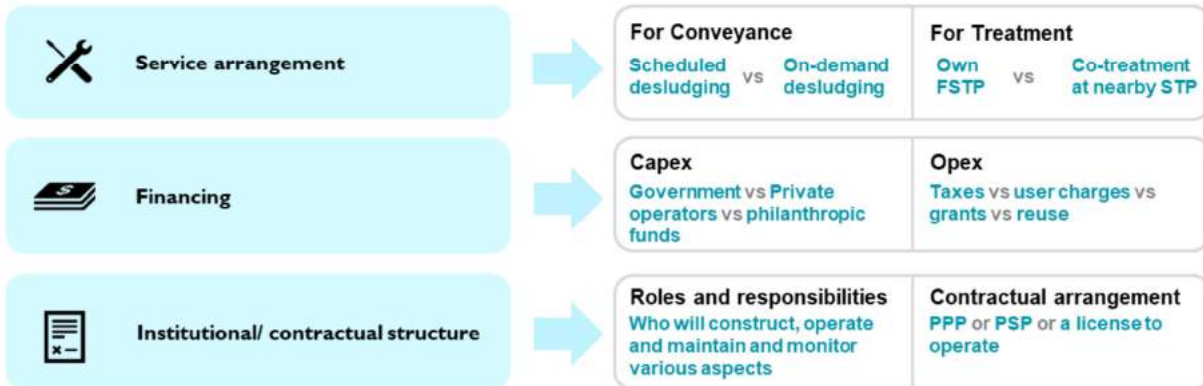 Service arrangement
For Conveyance
Scheduled desludging vs On-demand desludging
For Treatment
Own FSTP vs Co-treatment at nearby STP
Financing
Capex
Government vs Private
operators vs philanthropic
funds
Opex
Taxes vs user charges vs
grants vs reuse
Institutional/ contractual structure
Roles and responsibilities
Who will construct, operate
and maintain and monitor
various aspects
Contractual arrangement
PPP or PSP or a license to
operate